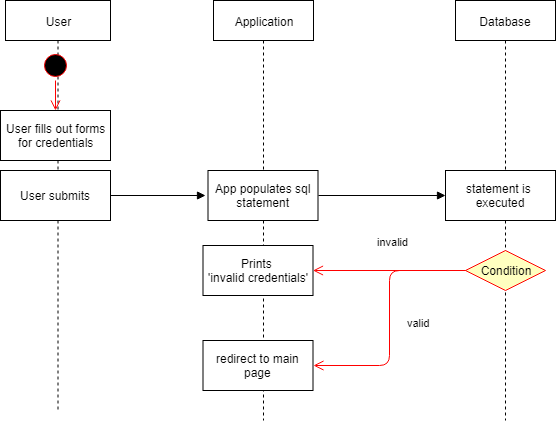 User
Application
Database
User fills out forms
for credentials
User submits
App populates sql
statement
statement is
executed
invalid
Prints
'invalid credentials'
Condition
valid
redirect to main
page